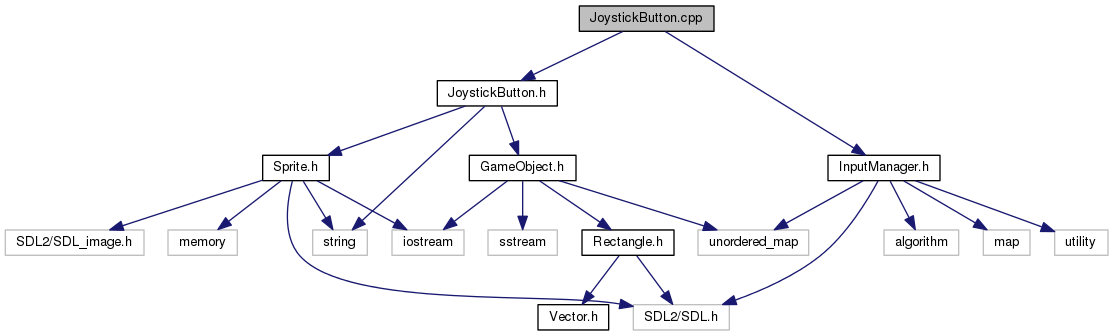 JoystickButton.cpp
JoystickButton.h
Sprite.h
GameObject.h
InputManager.h
SDL2/SDL_image.h
memory
string
iostream
sstream
Rectangle.h
unordered_map
algorithm
map
utility
Vector.h
SDL2/SDL.h